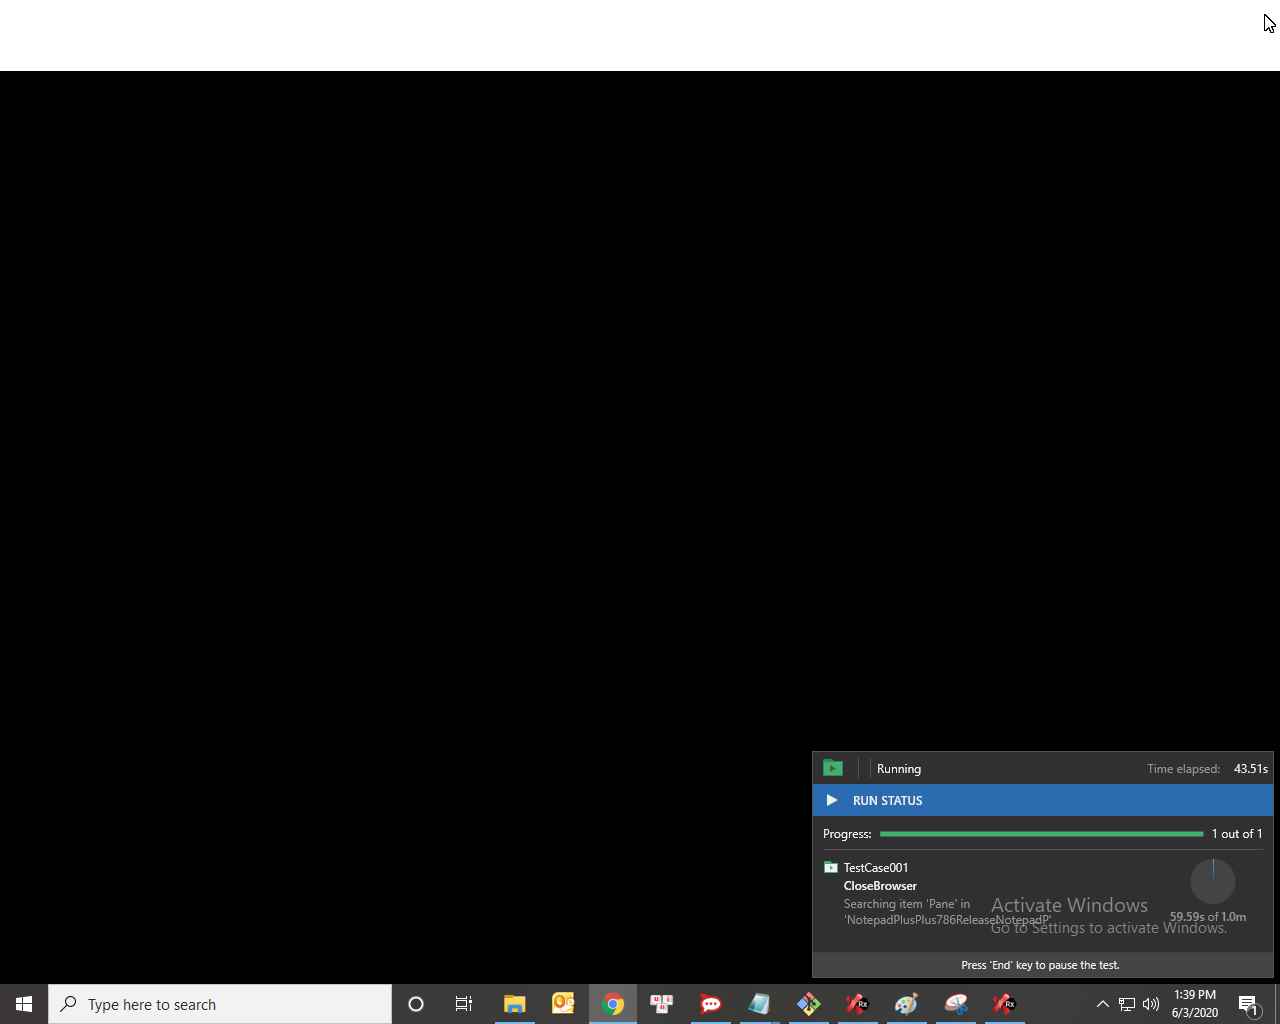 Running
Time elapsed: 43.51s
RUN STATUS
Progress: 1 out of 1
TestCase001
CloseBrowser
Searching item 'Pane' in
'NotepadPlusPlus786ReleaseNotepadP'
59.59s of 1.0m
Activate Windows
Go to Settings to activate Windows.
Press 'End' key to pause the test.
Type here to search
1:39 PM
6/3/2020
1